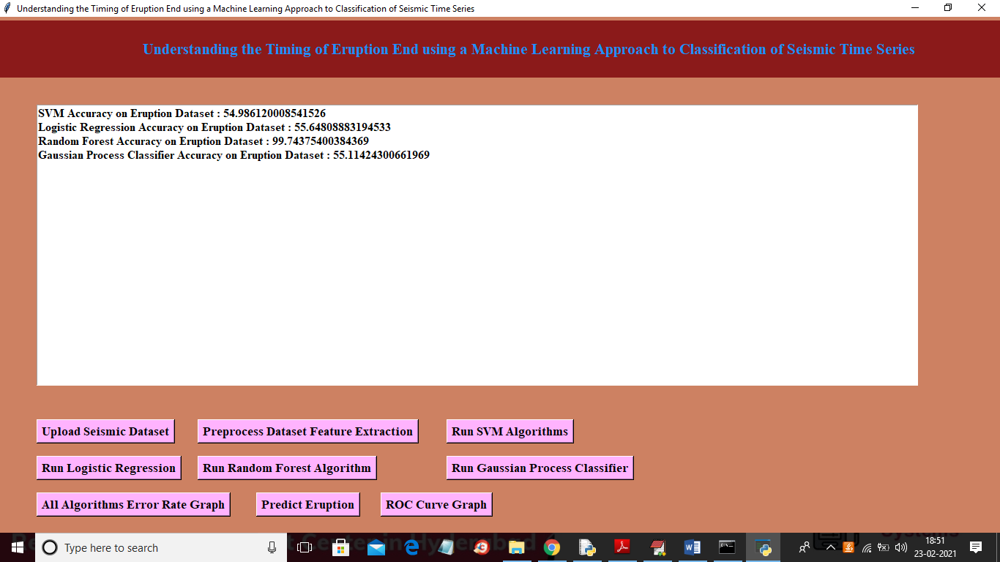 Understanding the Timing of Eruption End using a Machine Learning Approach to Classification of Seismic Time Series
Understanding the Timing of Eruption End using a Machine Learning Approach to Classification of Seismic Time Series
SVM Accuracy on Eruption Dataset : 54.986120008541526
Logistic Regression Accuracy on Eruption Dataset : 55.64808883194533
Random Forest Accuracy on Eruption Dataset : 99.74375400384369
Gaussian Process Classifier Accuracy on Eruption Dataset : 55.11424300661969
Upload Seismic Dataset
Preprocess Dataset Feature Extraction
Run SVM Algorithms
Run Logistic Regression
Run Random Forest Algorithm
Run Gaussian Process Classifier
All Algorithms Error Rate Graph
Predict Eruption
ROC Curve Graph
Type here to search
18:51
23-02-2021